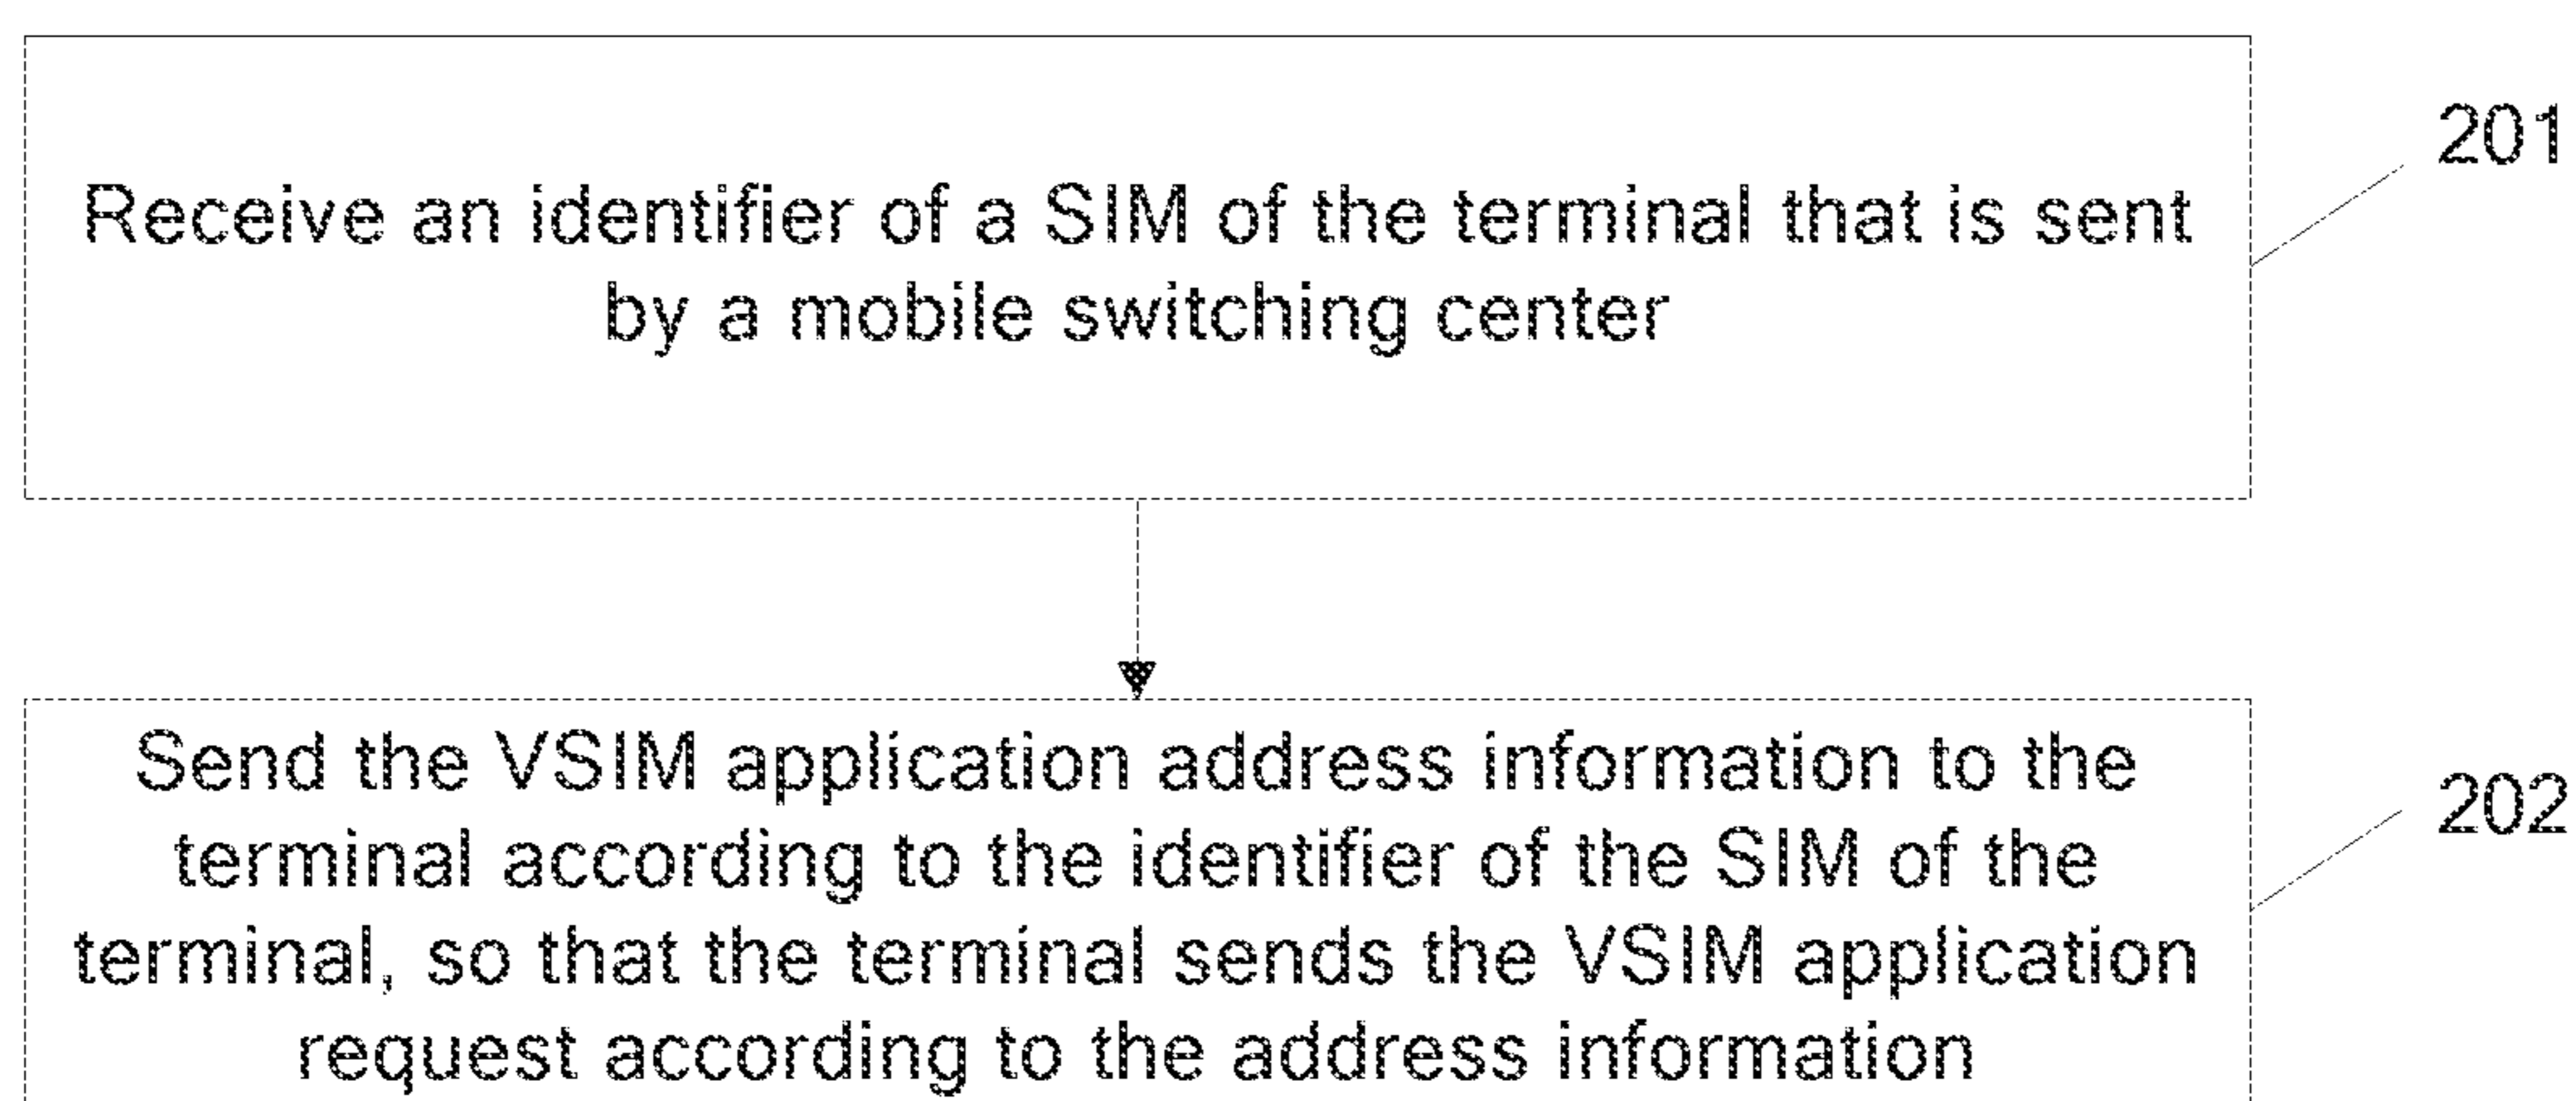 Receive an identifier of a SIM of the terminal that is sent
by a mobile switching center
201
Send the VSIM application address information to the
terminal according to the identifier of the SIM of the
terminal, so that the terminal sends the VSIM application
request according to the address information
202